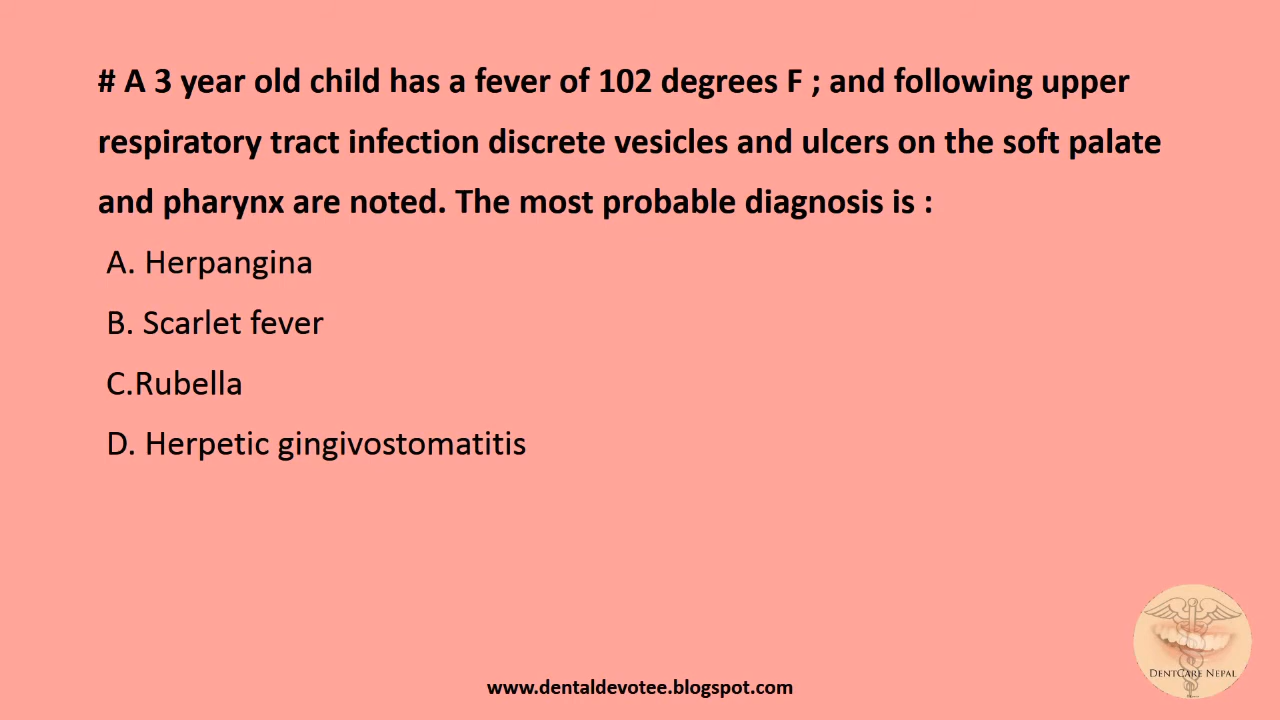 # A 3 year old child has a fever of 102 degrees F ; and following upper
respiratory tract infection discrete vesicles and ulcers on the soft palate
and pharynx are noted. The most probable diagnosis is :
A. Herpangina
B. Scarlet fever
C.Rubella
D. Herpetic gingivostomatitis
DentCare Nepal
www.dentaldevotee.blogspot.com